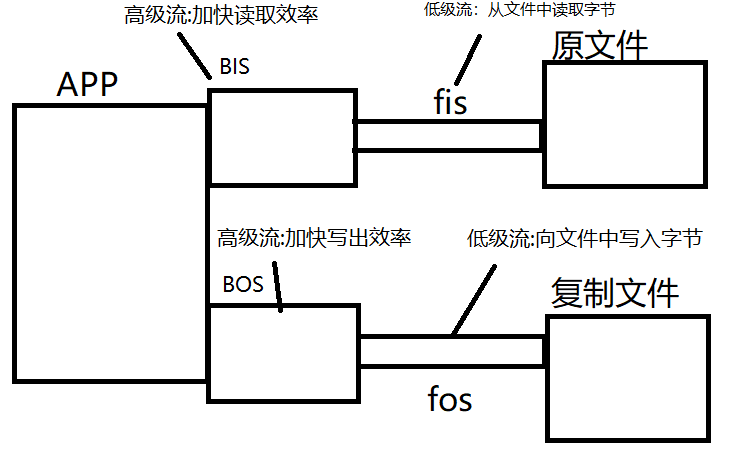 高级流:加快读取效率
低级流：从文件中读取字节
原文件
BIS
APP
fis
高级流:加快写出效率
低级流:向文件中写入字节
BOS
复制文件
fos